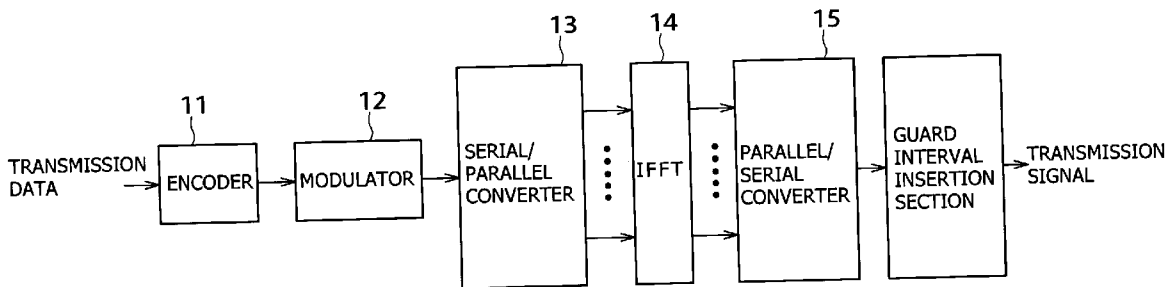 11
12
13
14
15
TRANSMISSION
DATA
ENCODER
MODULATOR
SERIAL/
PARALLEL
CONVERTER
IFFT
PARALLEL/
SERIAL
CONVERTER
GUARD
INTERVAL
INSERTION
SECTION
TRANSMISSION
SIGNAL